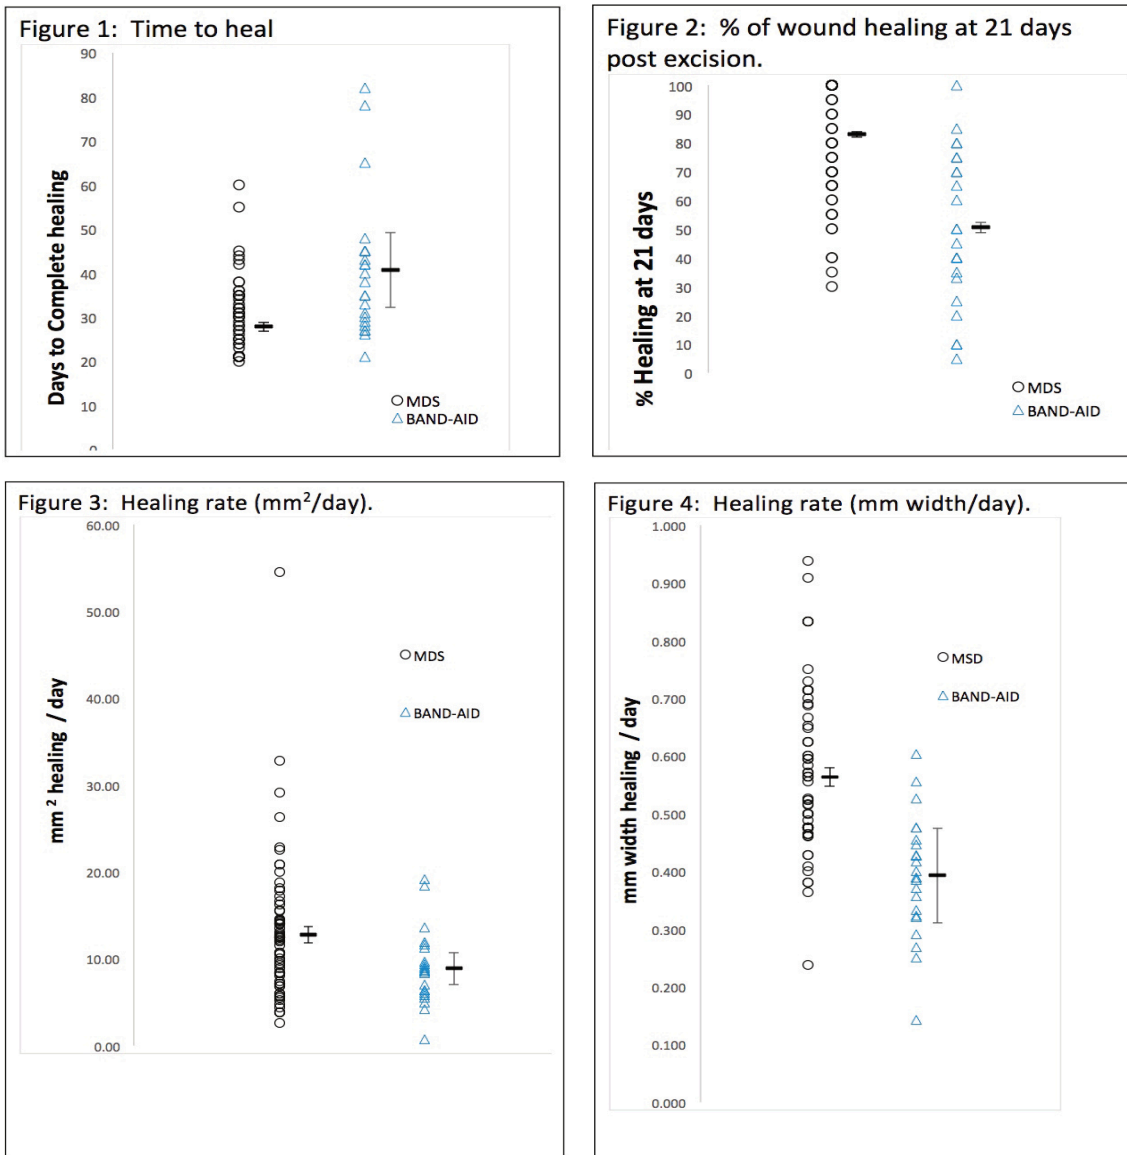 Figure 1: Time to heal
90
80
70
60
50
40
30
20
10
0
Days to Complete healing
MDS
BAND-AID
Figure 2: % of wound healing at 21 days
post excision.
100
90
80
70
60
50
40
30
20
10
0
% Healing at 21 days
MDS
BAND-AID
Figure 3: Healing rate (mm²/day).
60.00
50.00
40.00
30.00
20.00
10.00
0.00
mm ² healing / day
MDS
BAND-AID
Figure 4: Healing rate (mm width/day).
1.000
0.900
0.800
0.700
0.600
0.500
0.400
0.300
0.200
0.100
0.000
mm width healing / day
MSD
BAND-AID